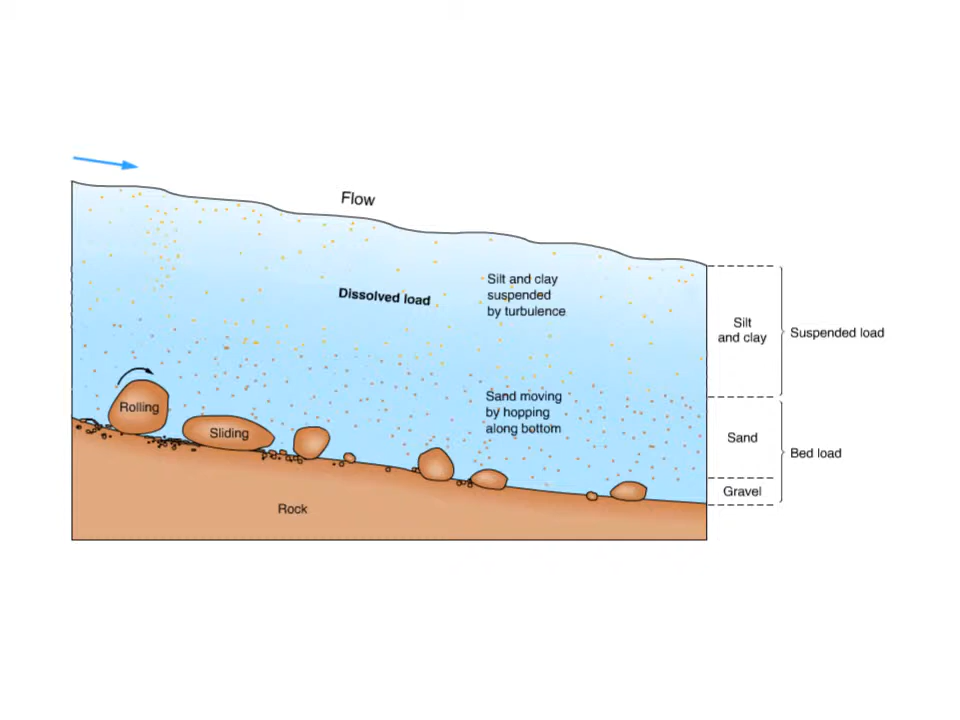 Flow
Dissolved load
Silt and clay
suspended
by turbulence
Silt
and clay
Suspended load
Rolling
Sliding
Sand moving
by hopping
along bottom
Sand
Bed load
Gravel
Rock